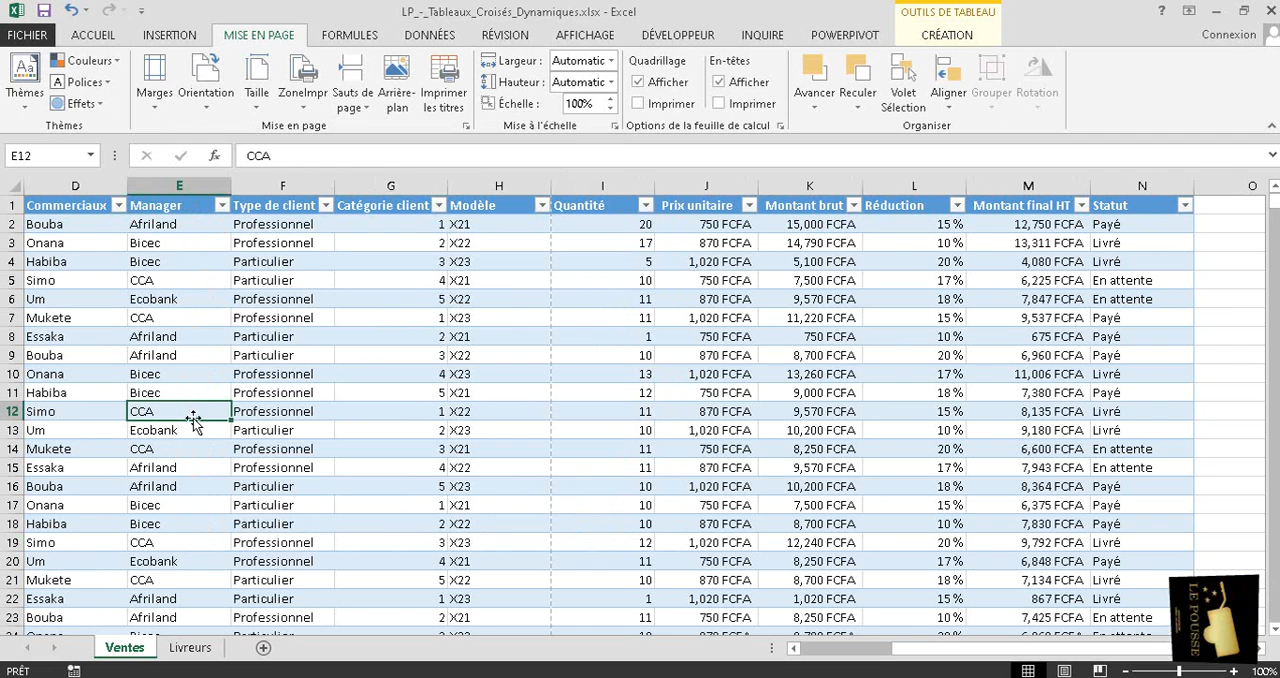 LP_-_Tableaux_Croisés_Dynamiques.xlsx - Excel
OUTILS DE TABLEAU
FICHIER ACCUEIL INSERTION MISE EN PAGE FORMULES DONNÉES RÉVISION AFFICHAGE DÉVELOPPEUR INQUIRE POWERPIVOT CRÉATION Connexion
Couleurs Largeur : Automatic Quadrillage En-têtes
Aa Polices Hauteur : Automatic Afficher Afficher
Thèmes Effets Marges Orientation Taille ZoneImpr Sauts de page Arrière-plan Imprimer les titres Échelle : 100% Imprimer Imprimer Avancer Reculer Volet Sélection Aligner Grouper Rotation
Thèmes Mise en page Mise à l'échelle Options de la feuille de calcul Organiser
E12 fx CCA
D E F G H I J K L M N O
1 Commerciaux Manager Type de client Catégorie client Modèle Quantité Prix unitaire Montant brut Réduction Montant final HT Statut
2 Bouba Afriland Professionnel 1 X21 20 750 FCFA 15,000 FCFA 15 % 12,750 FCFA Payé
3 Onana Bicec Professionnel 2 X22 17 870 FCFA 14,790 FCFA 10 % 13,311 FCFA Livré
4 Habiba Bicec Particulier 3 X23 5 1,020 FCFA 5,100 FCFA 20 % 4,080 FCFA Livré
5 Simo CCA Particulier 4 X21 10 750 FCFA 7,500 FCFA 17 % 6,225 FCFA En attente
6 Um Ecobank Professionnel 5 X22 11 870 FCFA 9,570 FCFA 18 % 7,847 FCFA En attente
7 Mukete CCA Professionnel 1 X23 11 1,020 FCFA 11,220 FCFA 15 % 9,537 FCFA Payé
8 Essaka Afriland Particulier 2 X21 1 750 FCFA 750 FCFA 10 % 675 FCFA Payé
9 Bouba Afriland Particulier 3 X22 10 870 FCFA 8,700 FCFA 20 % 6,960 FCFA Payé
10 Onana Bicec Professionnel 4 X23 13 1,020 FCFA 13,260 FCFA 17 % 11,006 FCFA Livré
11 Habiba Bicec Professionnel 5 X21 12 750 FCFA 9,000 FCFA 18 % 7,380 FCFA Payé
12 Simo CCA Professionnel 1 X22 11 870 FCFA 9,570 FCFA 15 % 8,135 FCFA Livré
13 Um Ecobank Particulier 2 X23 10 1,020 FCFA 10,200 FCFA 10 % 9,180 FCFA Livré
14 Mukete CCA Professionnel 3 X21 11 750 FCFA 8,250 FCFA 20 % 6,600 FCFA En attente
15 Essaka Afriland Professionnel 4 X22 11 870 FCFA 9,570 FCFA 17 % 7,943 FCFA En attente
16 Bouba Afriland Particulier 5 X23 10 1,020 FCFA 10,200 FCFA 18 % 8,364 FCFA Payé
17 Onana Bicec Particulier 1 X21 10 750 FCFA 7,500 FCFA 15 % 6,375 FCFA Payé
18 Habiba Bicec Particulier 2 X22 10 870 FCFA 8,700 FCFA 10 % 7,830 FCFA Payé
19 Simo CCA Particulier 3 X23 12 1,020 FCFA 12,240 FCFA 20 % 9,792 FCFA Livré
20 Um Ecobank Particulier 4 X21 11 750 FCFA 8,250 FCFA 17 % 6,848 FCFA Payé
21 Mukete CCA Particulier 5 X22 10 870 FCFA 8,700 FCFA 18 % 7,134 FCFA Livré
22 Essaka Afriland Particulier 1 X23 1 1,020 FCFA 1,020 FCFA 15 % 867 FCFA Livré
23 Bouba Afriland Professionnel 2 X21 11 750 FCFA 8,250 FCFA 10 % 7,425 FCFA Livré
LE POUSSE
Ventes Livreurs
PRÊT 100%